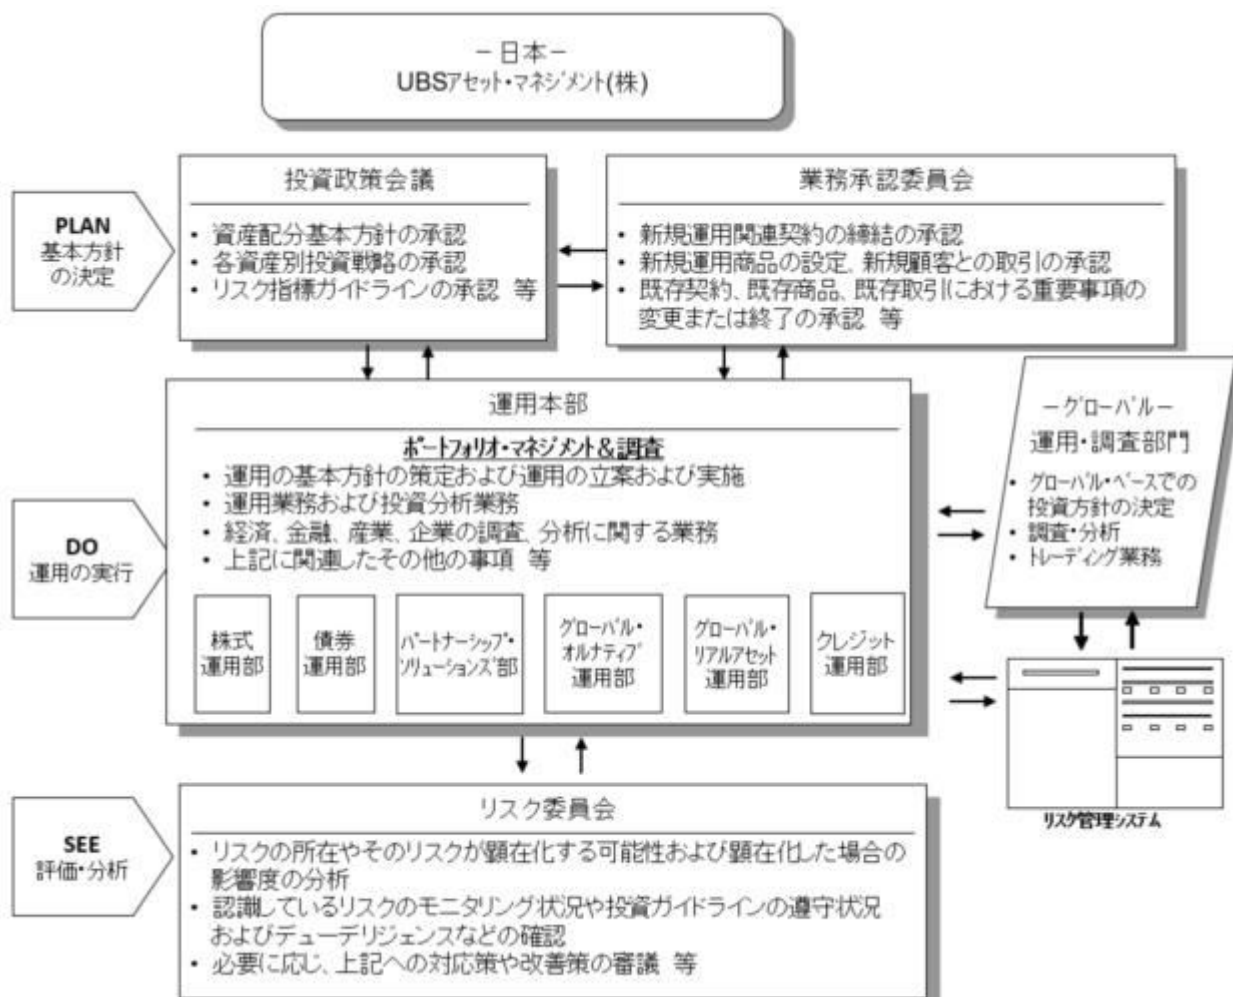 －日本－
UBSアセット・マネジメント(株)
PLAN
基本方針
の決定
投資政策会議
• 資産配分基本方針の承認
• 各資産別投資戦略の承認
• リスク指標ガイドラインの承認 等
業務承認委員会
• 新規運用関連契約の締結の承認
• 新規運用商品の設定、新規顧客との取引の承認
• 既存契約、既存商品、既存取引における重要事項の
変更または終了の承認 等
DO
運用の実行
運用本部
ポートフォリオ・マネジメント＆調査
• 運用の基本方針の策定および運用の立案および実施
• 運用業務および投資分析業務
• 経済、金融、産業、企業の調査、分析に関する業務
• 上記に関連したその他の事項 等
株式
運用部
債券
運用部
パートナーシップ・
ソリューションズ部
グローバル・
オルナティブ
運用部
グローバル・
リアルアセット
運用部
クレジット
運用部
－グローバル－
運用・調査部門
• グローバル・ベースでの
投資方針の決定
• 調査・分析
• トレーディング業務
リスク管理システム
SEE
評価・分析
リスク委員会
• リスクの所在やそのリスクが顕在化する可能性および顕在化した場合の
影響度の分析
• 認識しているリスクのモニタリング状況や投資ガイドラインの遵守状況
およびデューデリジェンスなどの確認
• 必要に応じ、上記への対応策や改善策の審議 等